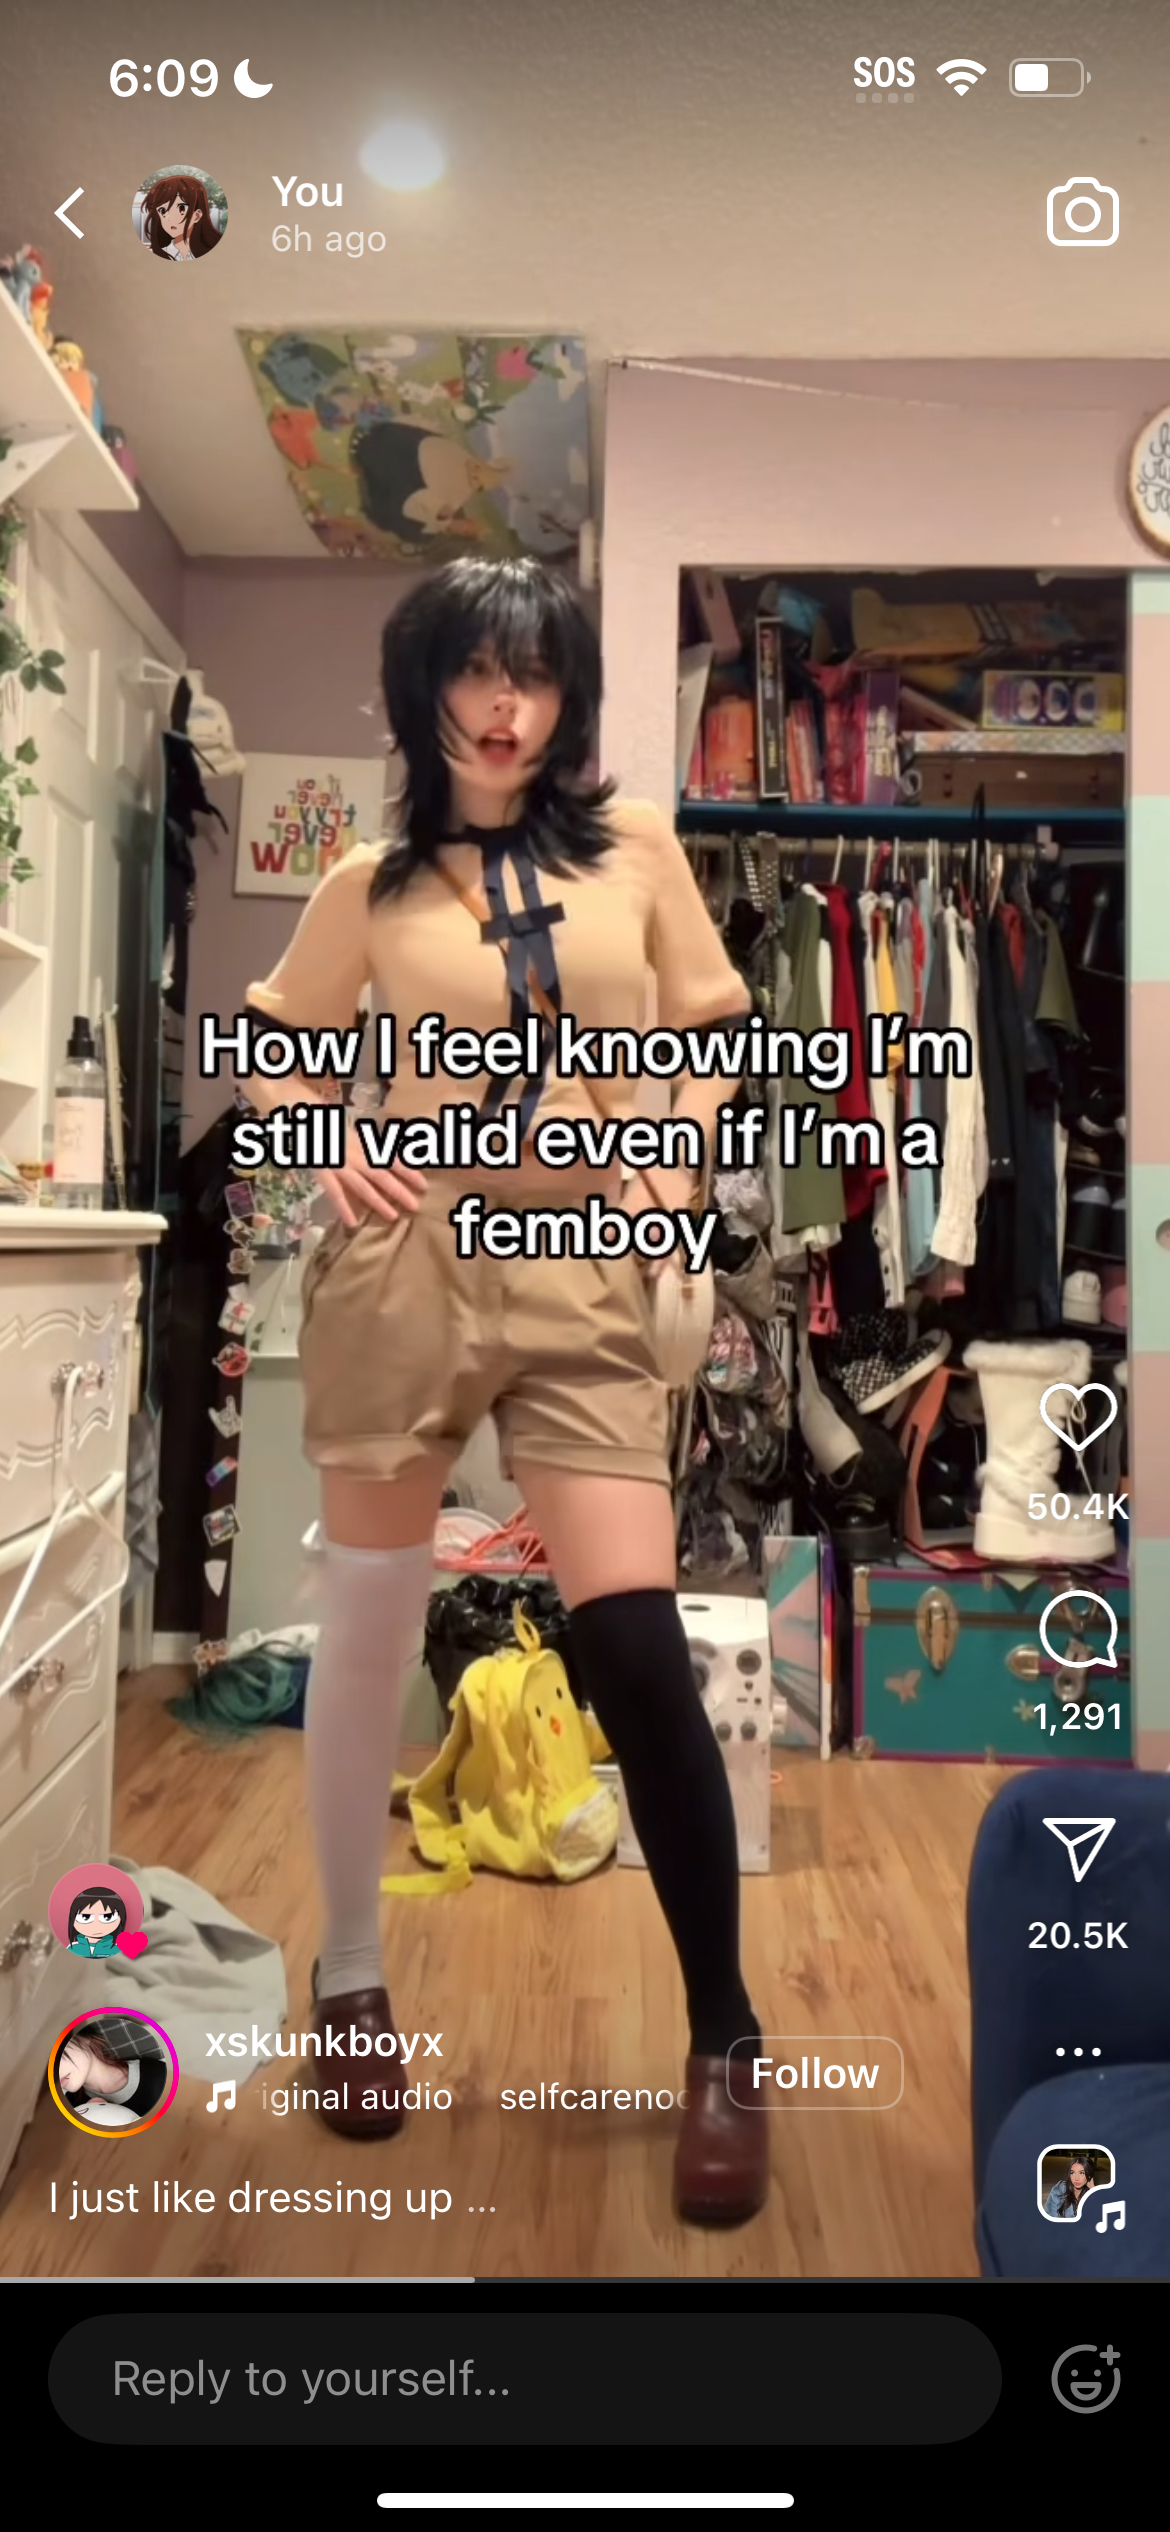 6:09
SOS
You
6h ago
How I feel knowing I'm
still valid even if I'm a
femboy
50.4K
1,291
20.5K
xskunkboyx
iginal audio selfcarenoo
Follow
I just like dressing up ...
Reply to yourself...